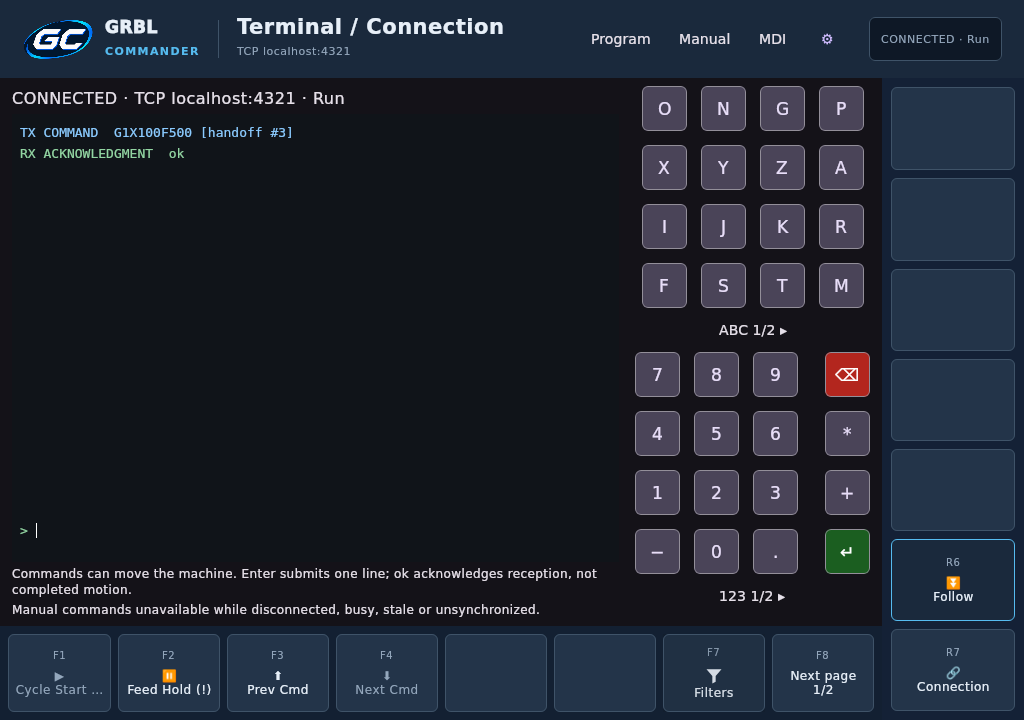 GC GRBL COMMANDER
Terminal / Connection
TCP localhost:4321
Program Manual MDI ⚙
CONNECTED · Run
CONNECTED · TCP localhost:4321 · Run
TX COMMAND  G1X100F500 [handoff #3]
RX ACKNOWLEDGMENT  ok
>
Commands can move the machine. Enter submits one line; ok acknowledges reception, not
completed motion.
Manual commands unavailable while disconnected, busy, stale or unsynchronized.
O N G P
X Y Z A
I J K R
F S T M
ABC 1/2 ▸
7 8 9 ⌫
4 5 6 *
1 2 3 +
− 0 . ↵
123 1/2 ▸
R6
⏬
Follow
R7
🔗
Connection
F1
▶
Cycle Start ...
F2
⏸
Feed Hold (!)
F3
⬆
Prev Cmd
F4
⬇
Next Cmd
F7
Filters
F8
Next page
1/2